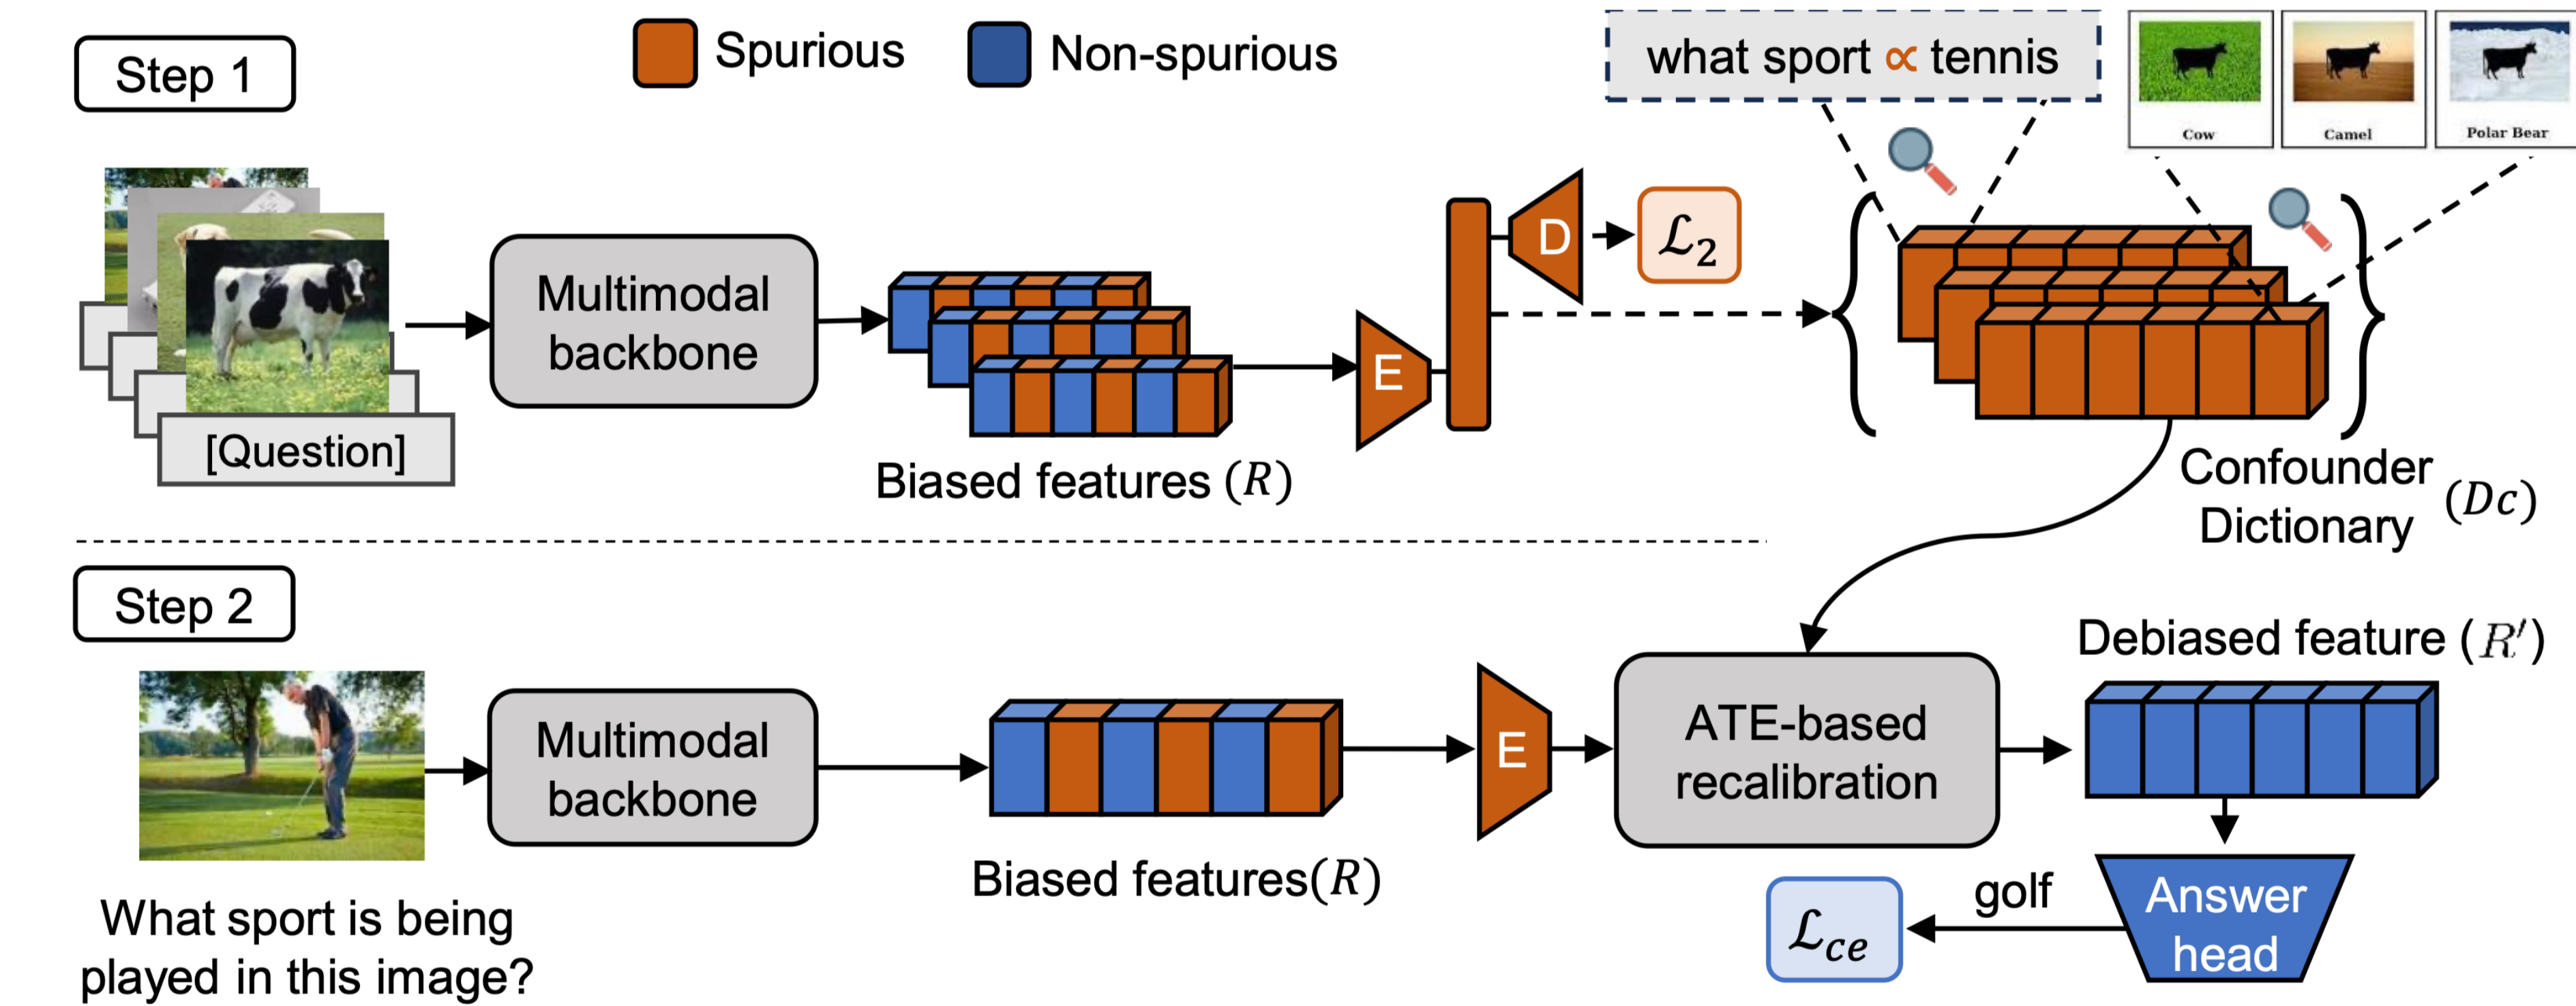 Step 1
Spurious
Non-spurious
what sport ∝ tennis
Cow
Camel
Polar Bear
[Question]
Multimodal
backbone
Biased features (R)
E
D
ℒ₂
Confounder
Dictionary
(Dc)
Step 2
What sport is being
played in this image?
Multimodal
backbone
Biased features(R)
E
ATE-based
recalibration
Debiased feature (R′)
Answer
head
golf
ℒce